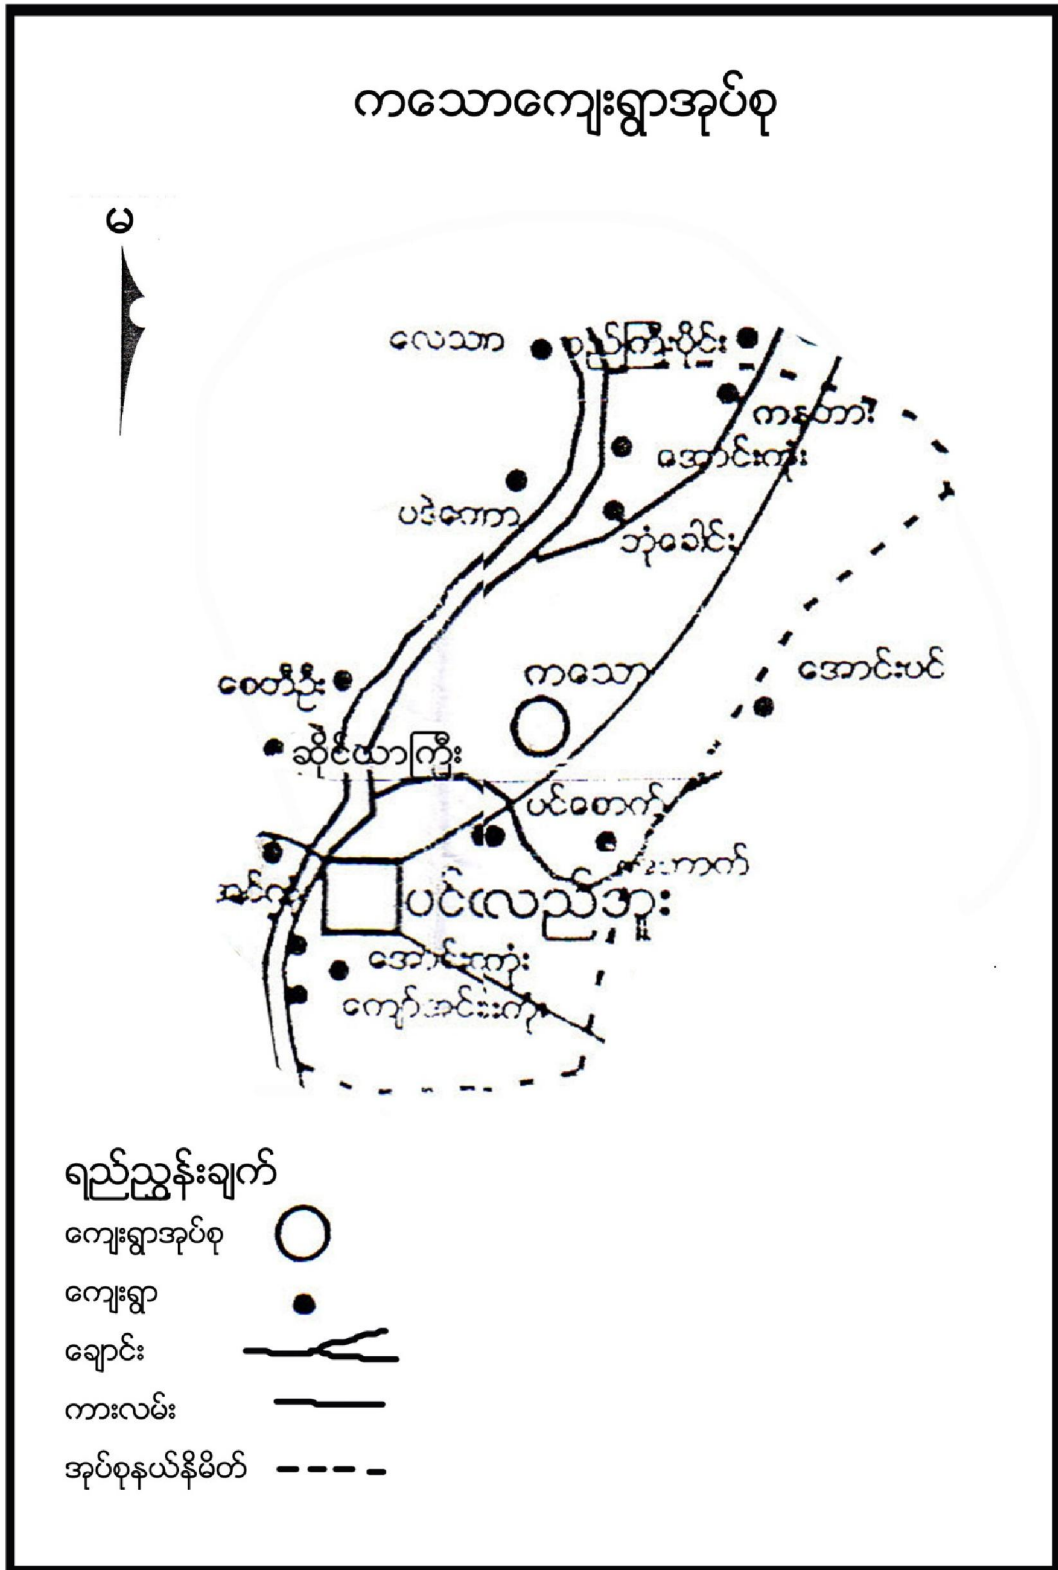 ကသောကျေးရွာအုပ်စု
မ
လေသာ
စည်ကြီးပိုင်း
ကနတား
အောင်းကုံး
ပဒဲကော
ဘုံခေါင်း
အောင်းပင်
ကသော
စေတီဦး
ဆိုင်ယာကြီး
ပင်စောက်
ပင်လည်ဘူး
အောင်းကုံး
ရည်ညွှန်းချက်
ကျေးရွာအုပ်စု
ကျေးရွာ
ချောင်း
ကားလမ်း
အုပ်စုနယ်နိမိတ်